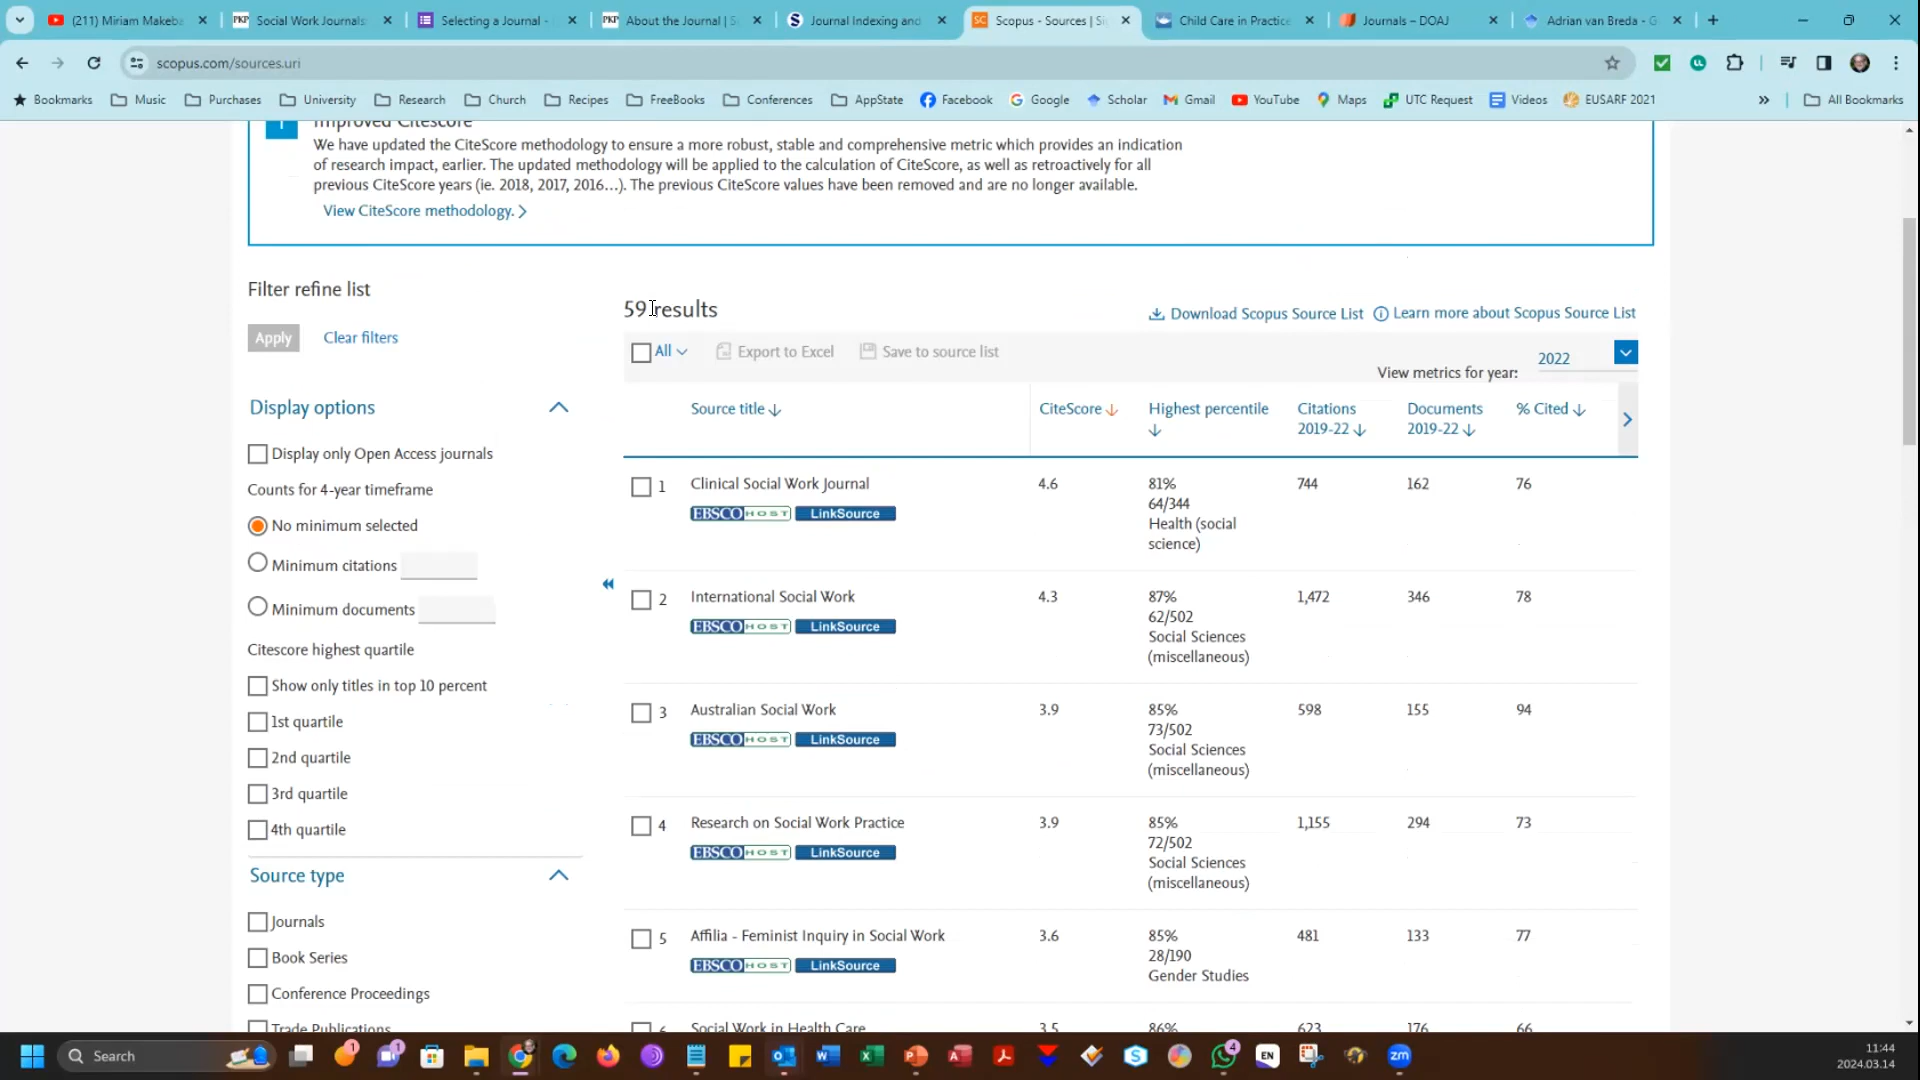 (211) Miriam Makeba
Social Work Journals
Selecting a Journal -
About the Journal | S
Journal Indexing and
Scopus - Sources | Si
Child Care in Practice
Journals – DOAJ
Adrian van Breda - G
scopus.com/sources.uri
Bookmarks
Music
Purchases
University
Research
Church
Recipes
FreeBooks
Conferences
AppState
Facebook
Google
Scholar
Gmail
YouTube
Maps
UTC Request
Videos
EUSARF 2021
All Bookmarks
Improved Citescore
We have updated the CiteScore methodology to ensure a more robust, stable and comprehensive metric which provides an indication
of research impact, earlier. The updated methodology will be applied to the calculation of CiteScore, as well as retroactively for all
previous CiteScore years (ie. 2018, 2017, 2016...). The previous CiteScore values have been removed and are no longer available.
View CiteScore methodology.
Filter refine list
Apply
Clear filters
Display options
Display only Open Access journals
Counts for 4-year timeframe
No minimum selected
Minimum citations
Minimum documents
Citescore highest quartile
Show only titles in top 10 percent
1st quartile
2nd quartile
3rd quartile
4th quartile
Source type
Journals
Book Series
Conference Proceedings
Trade Publications
59 results
Download Scopus Source List
Learn more about Scopus Source List
All
Export to Excel
Save to source list
View metrics for year:
2022
Source title
CiteScore
Highest percentile
Citations 2019-22
Documents 2019-22
% Cited
1 Clinical Social Work Journal 4.6 81% 744 162 76
64/344
EBSCO HOST LinkSource
Health (social
science)
2 International Social Work 4.3 87% 1,472 346 78
62/502
EBSCO HOST LinkSource
Social Sciences
(miscellaneous)
3 Australian Social Work 3.9 85% 598 155 94
73/502
EBSCO HOST LinkSource
Social Sciences
(miscellaneous)
4 Research on Social Work Practice 3.9 85% 1,155 294 73
72/502
EBSCO HOST LinkSource
Social Sciences
(miscellaneous)
5 Affilia - Feminist Inquiry in Social Work 3.6 85% 481 133 77
28/190
EBSCO HOST LinkSource
Gender Studies
6 Social Work in Health Care 3.5 86% 623 176 66
Search
1
1
4
EN
zm
11:44
2024.03.14